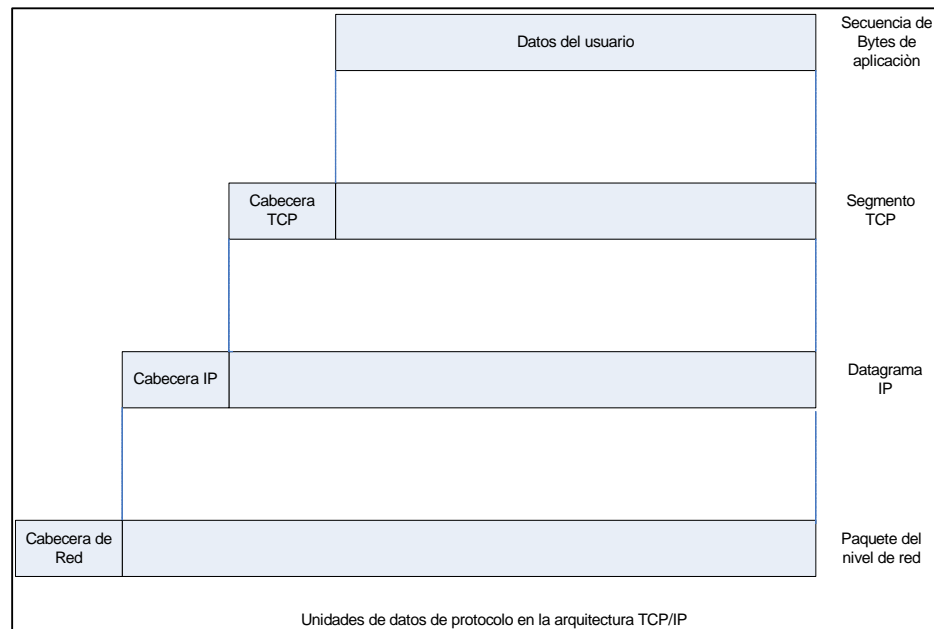 Datos del usuario
Secuencia de
Bytes de
aplicaciòn
Cabecera
TCP
Segmento
TCP
Cabecera IP
Datagrama
IP
Cabecera de
Red
Paquete del
nivel de red
Unidades de datos de protocolo en la arquitectura TCP/IP